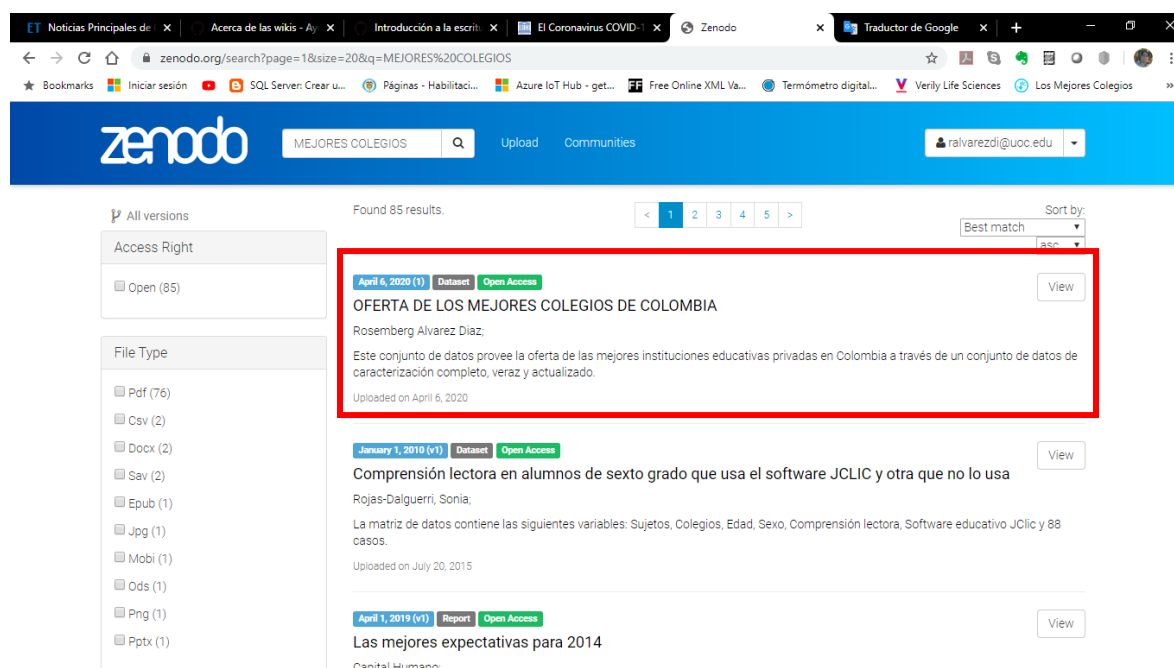 ET Noticias Principales de
Acerca de las wikis - Ay
Introducción a la escritu
El Coronavirus COVID-1
Zenodo
Traductor de Google
zenodo.org/search?page=1&size=20&q=MEJORES%20COLEGIOS
Bookmarks
Iniciar sesión
SQL Server: Crear u...
Páginas - Habilitaci...
Azure IoT Hub - get...
FF Free Online XML Va...
Termómetro digital...
Verily Life Sciences
Los Mejores Colegios
zenodo
MEJORES COLEGIOS
Upload
Communities
ralvarezdi@uoc.edu
All versions
Access Right
Open (85)
File Type
Pdf (76)
Csv (2)
Docx (2)
Sav (2)
Epub (1)
Jpg (1)
Mobi (1)
Ods (1)
Png (1)
Pptx (1)
Found 85 results.
< 1 2 3 4 5 >
Sort by:
Best match
asc.
April 6, 2020 (1) Dataset Open Access
View
OFERTA DE LOS MEJORES COLEGIOS DE COLOMBIA
Rosemberg Alvarez Diaz;
Este conjunto de datos provee la oferta de las mejores instituciones educativas privadas en Colombia a través de un conjunto de datos de
caracterización completo, veraz y actualizado.
Uploaded on April 6, 2020
January 1, 2010 (v1) Dataset Open Access
View
Comprensión lectora en alumnos de sexto grado que usa el software JCLIC y otra que no lo usa
Rojas-Dalguerri, Sonia;
La matriz de datos contiene las siguientes variables: Sujetos, Colegios, Edad, Sexo, Comprensión lectora, Software educativo JClic y 88
casos.
Uploaded on July 20, 2015
April 1, 2019 (v1) Report Open Access
View
Las mejores expectativas para 2014
Capital Humano;